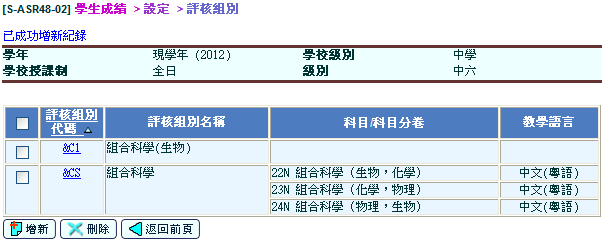 [S-ASR48-02] 學生成績 > 設定 > 評核組別
已成功增新紀錄
學年 現學年 (2012) 學校級別 中學
學校授課制 全日 級別 中六
評核組別代碼 評核組別名稱 科目/科目分卷 教學語言
&C1 組合科學(生物)
&CS 組合科學 22N 組合科學 (生物，化學) 中文(粵語)
23N 組合科學 (化學，物理) 中文(粵語)
24N 組合科學 (物理，生物) 中文(粵語)
增新 刪除 返回前頁